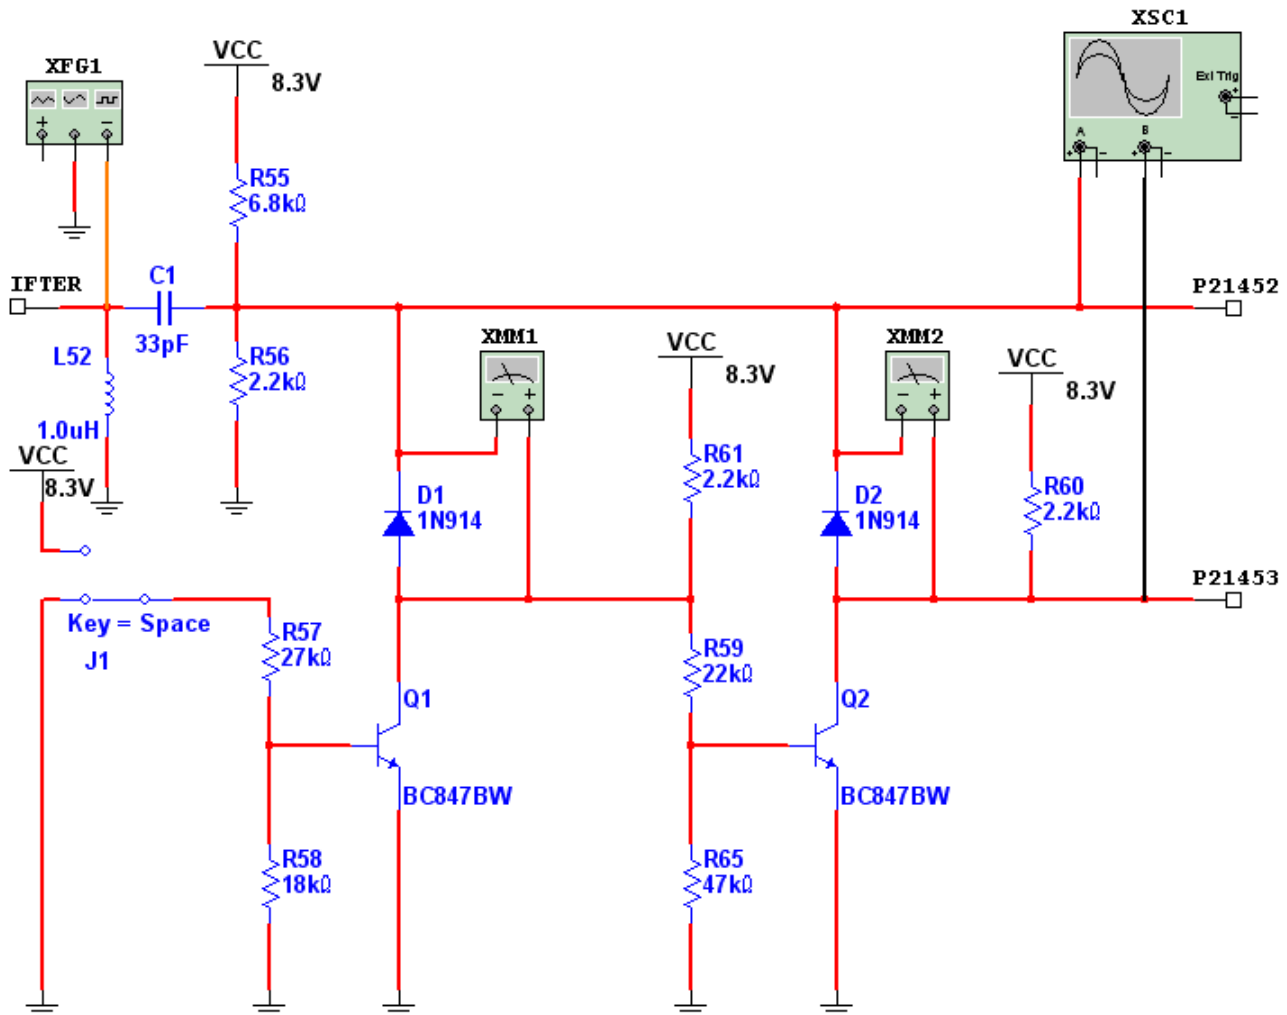 XSC1
XFG1
VCC
8.3V
Ext Trig
+
-
A
B
+
-
+
-
+
-
R55
6.8kΩ
IFTER
C1
33pF
P21452
L52
1.0uH
R56
2.2kΩ
XMM1
-
+
VCC
8.3V
XMM2
-
+
VCC
8.3V
VCC
8.3V
R61
2.2kΩ
D1
1N914
D2
1N914
R60
2.2kΩ
P21453
Key = Space
J1
R57
27kΩ
R59
22kΩ
Q1
BC847BW
Q2
BC847BW
R58
18kΩ
R65
47kΩ